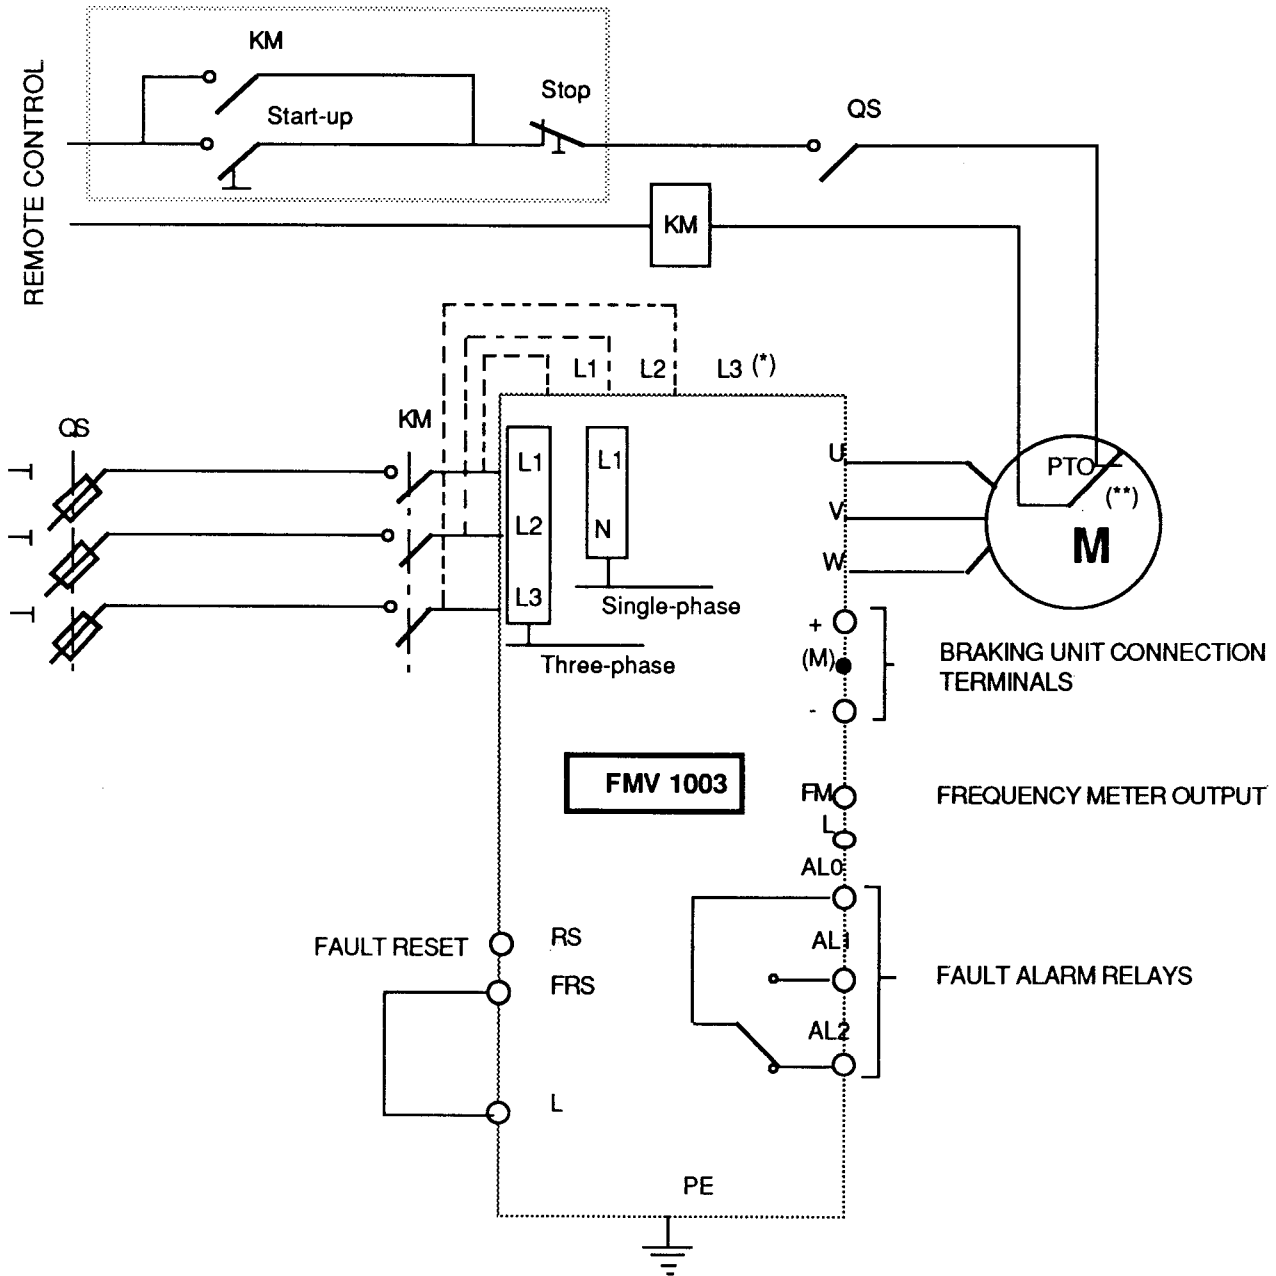 REMOTE CONTROL
KM
Start-up
Stop
QS
KM
L1
L2
L3 (*)
QS
KM
L1
L2
L3
L1
N
Single-phase
Three-phase
U
V
W
PTO
(**)
M
+
(M)
-
BRAKING UNIT CONNECTION
TERMINALS
FMV 1003
FM
FREQUENCY METER OUTPUT
L
AL0
AL1
AL2
FAULT ALARM RELAYS
FAULT RESET
RS
FRS
L
PE